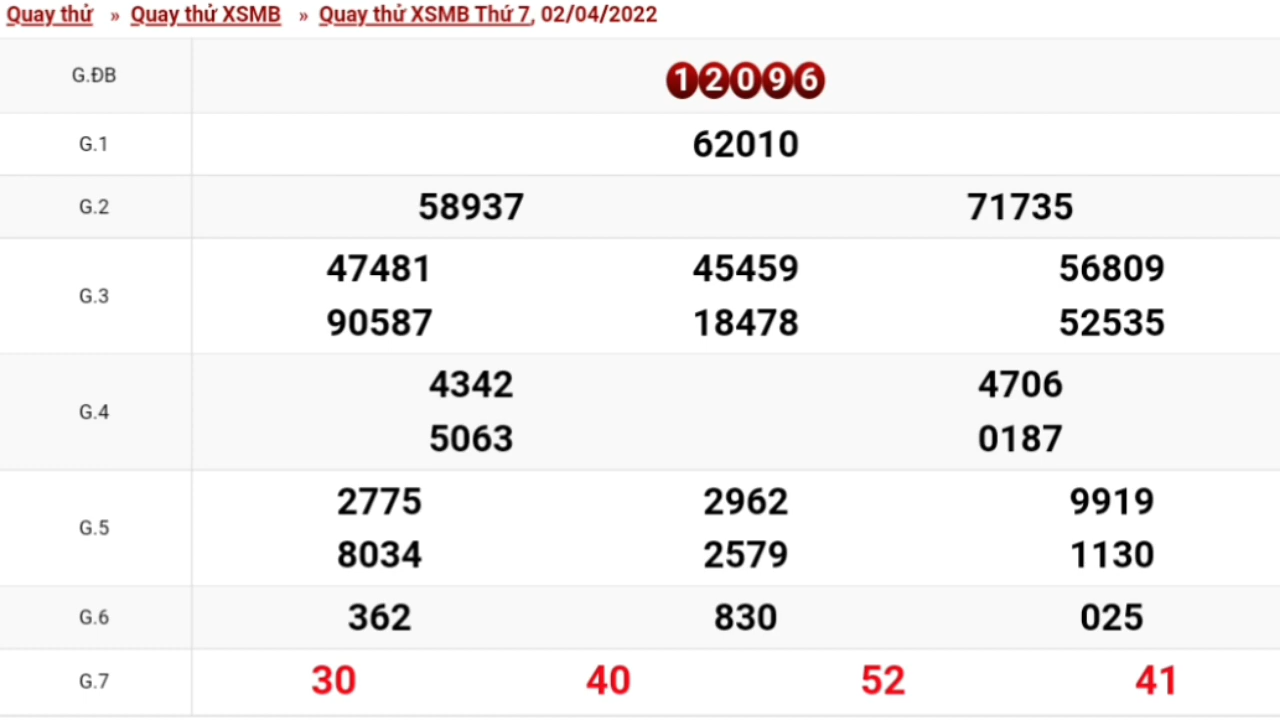 Quay thử » Quay thử XSMB » Quay thử XSMB Thứ 7, 02/04/2022
G.ĐB 12096
G.1 62010
G.2 58937 71735
G.3 47481 45459 56809
90587 18478 52535
G.4 4342 4706
5063 0187
G.5 2775 2962 9919
8034 2579 1130
G.6 362 830 025
G.7 30 40 52 41